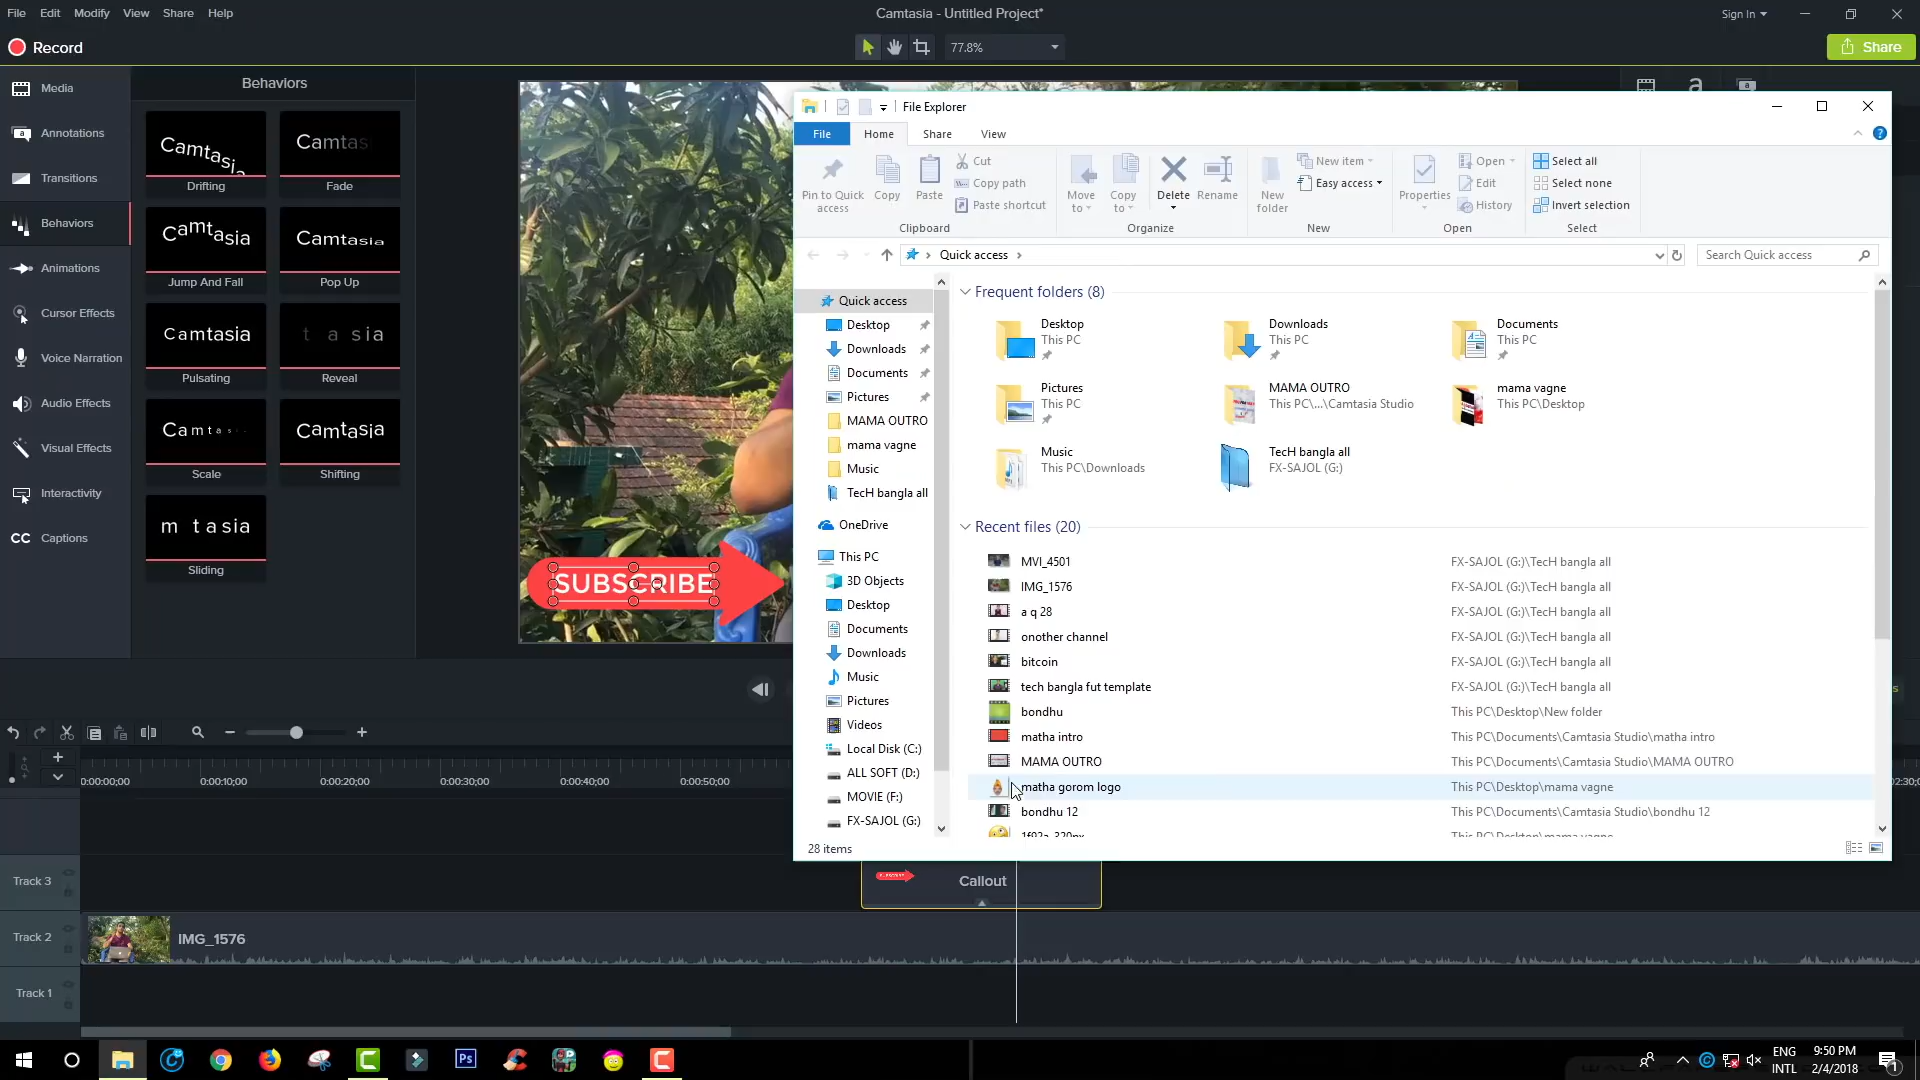 File Edit Modify View Share Help
Camtasia - Untitled Project*
Sign In
Record
77.8%
Share
Media
Annotations
Transitions
Behaviors
Animations
Cursor Effects
Voice Narration
Audio Effects
Visual Effects
Interactivity
CC Captions
Behaviors
Drifting
Camtas
Fade
Camtasia
Jump And Fall
Camtasia
Pop Up
Camtasia
Pulsating
t a sia
Reveal
Scale
Camtasia
Shifting
m t a sia
Sliding
SUBSCRIBE
File Explorer
File Home Share View
Pin to Quick access
Copy
Paste
Cut
Copy path
Paste shortcut
Clipboard
Move to
Copy to
Delete
Rename
Organize
New folder
New item
Easy access
New
Properties
Open
Edit
History
Open
Select all
Select none
Invert selection
Select
Quick access
Search Quick access
Quick access
Desktop
Downloads
Documents
Pictures
MAMA OUTRO
mama vagne
Music
TecH bangla all
OneDrive
This PC
3D Objects
Desktop
Documents
Downloads
Music
Pictures
Videos
Local Disk (C:)
ALL SOFT (D:)
MOVIE (F:)
FX-SAJOL (G:)
Frequent folders (8)
Desktop
This PC
Downloads
This PC
Documents
This PC
Pictures
This PC
MAMA OUTRO
This PC\...\Camtasia Studio
mama vagne
This PC\Desktop
Music
This PC\Downloads
TecH bangla all
FX-SAJOL (G:)
Recent files (20)
MVI_4501 FX-SAJOL (G:)\TecH bangla all
IMG_1576 FX-SAJOL (G:)\TecH bangla all
a q 28 FX-SAJOL (G:)\TecH bangla all
onother channel FX-SAJOL (G:)\TecH bangla all
bitcoin FX-SAJOL (G:)\TecH bangla all
tech bangla fut template FX-SAJOL (G:)\TecH bangla all
bondhu This PC\Desktop\New folder
matha intro This PC\Documents\Camtasia Studio\matha intro
MAMA OUTRO This PC\Documents\Camtasia Studio\MAMA OUTRO
matha gorom logo This PC\Desktop\mama vagne
bondhu 12 This PC\Documents\Camtasia Studio\bondhu 12
28 items
0:00:00;00 0:00:10;00 0:00:20;00 0:00:30;00 0:00:40;00 0:00:50;00
Track 3
Callout
Track 2
IMG_1576
Track 1
ENG
INTL
9:50 PM
2/4/2018
1